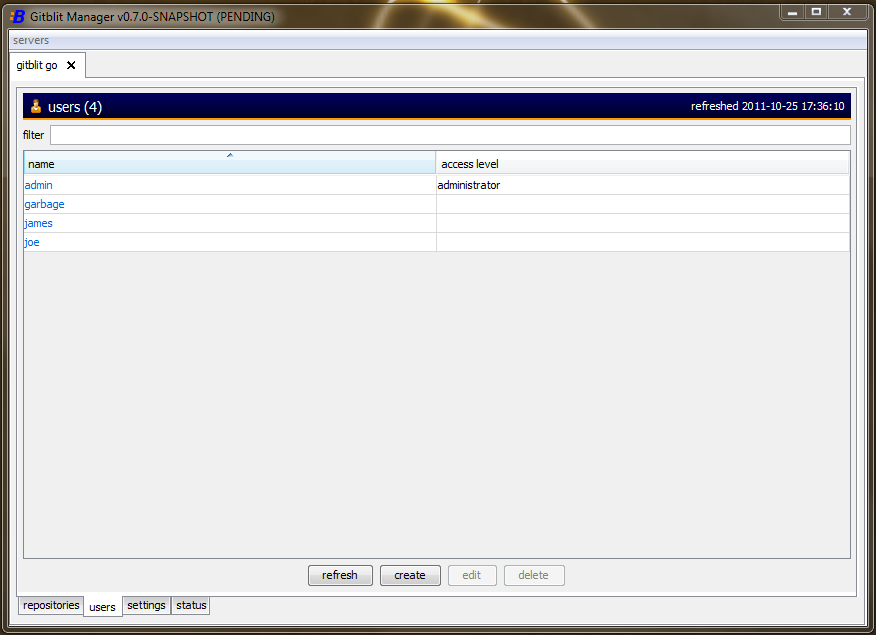 Gitblit Manager v0.7.0-SNAPSHOT (PENDING)
servers
gitblit go
users (4) refreshed 2011-10-25 17:36:10
filter
name access level
admin administrator
garbage
james
joe
refresh create edit delete
repositories users settings status